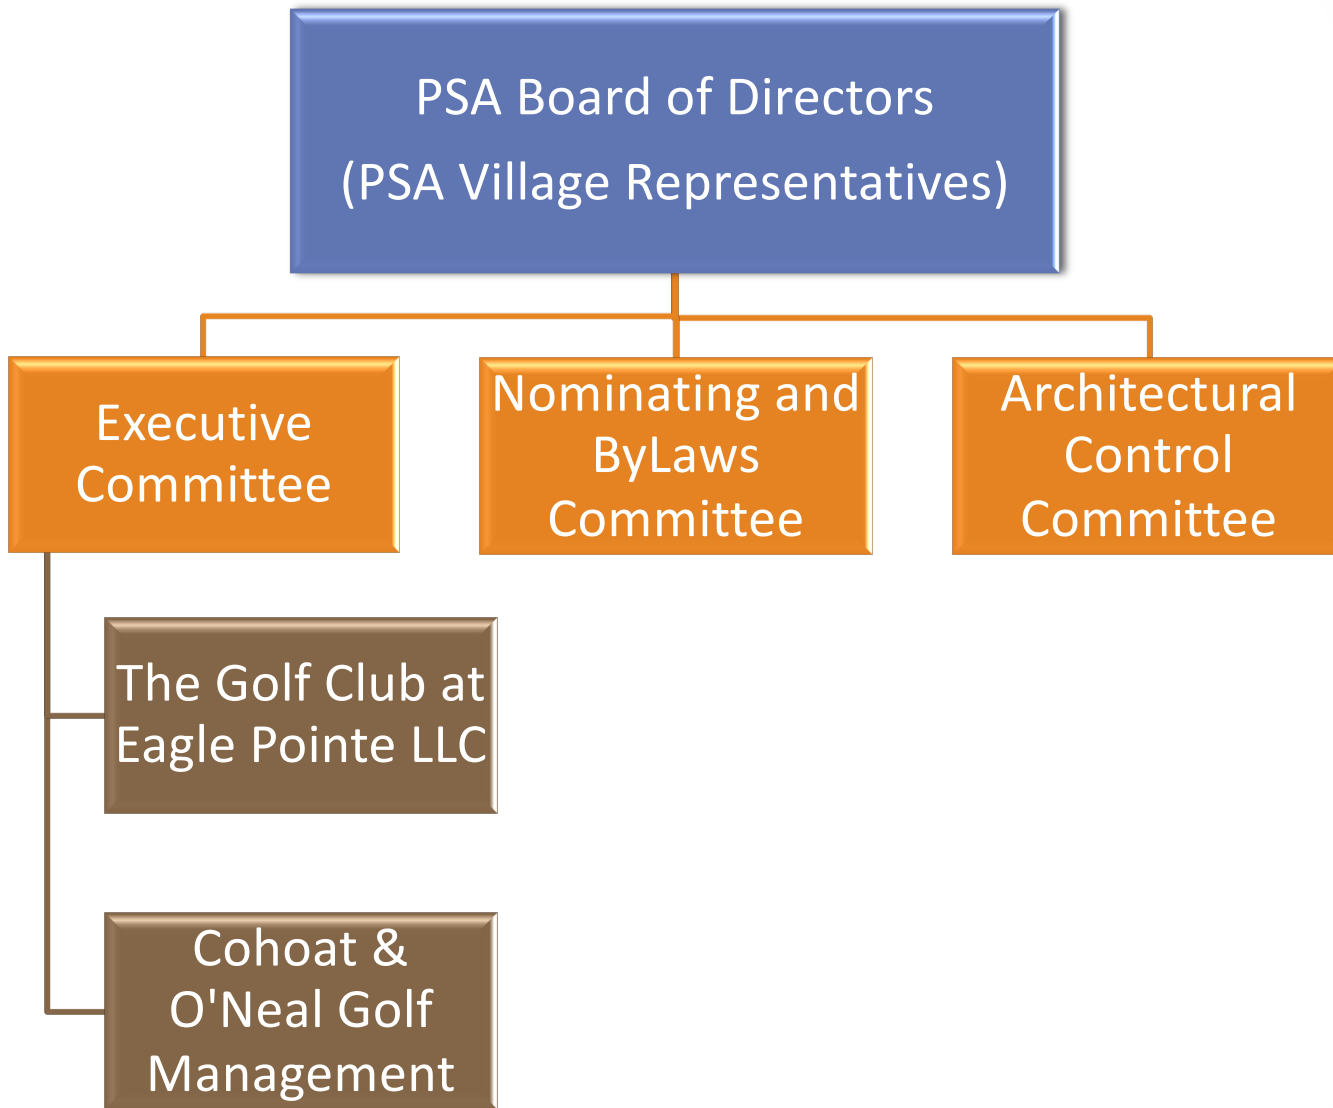 PSA Board of Directors
(PSA Village Representatives)
Executive
Committee
Nominating and
ByLaws
Committee
Architectural
Control
Committee
The Golf Club at
Eagle Pointe LLC
Cohoat &
O'Neal Golf
Management